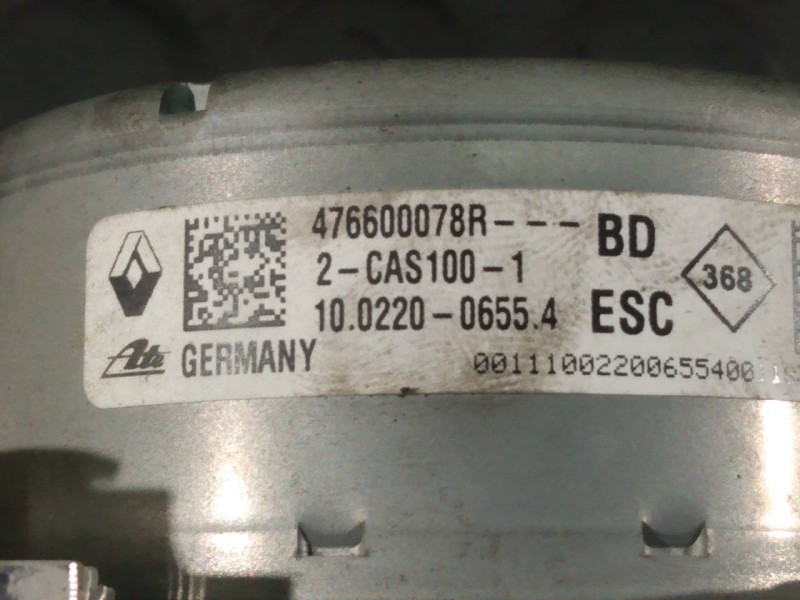 476600078R--- BD
2-CAS100-1
10.0220-0655.4 ESC
368
Ate GERMANY
00111002200655400